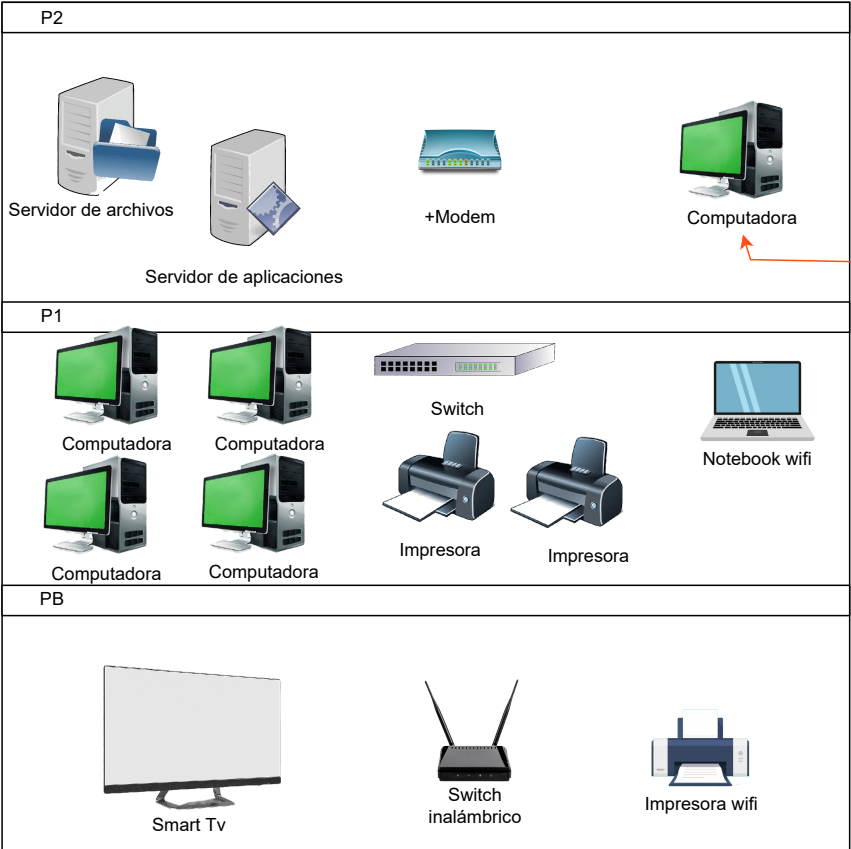 P2
Servidor de archivos
+Modem
Computadora
Servidor de aplicaciones
P1
Computadora
Computadora
Switch
Notebook wifi
Computadora
Computadora
Impresora
Impresora
PB
Smart Tv
Switch
inalámbrico
Impresora wifi